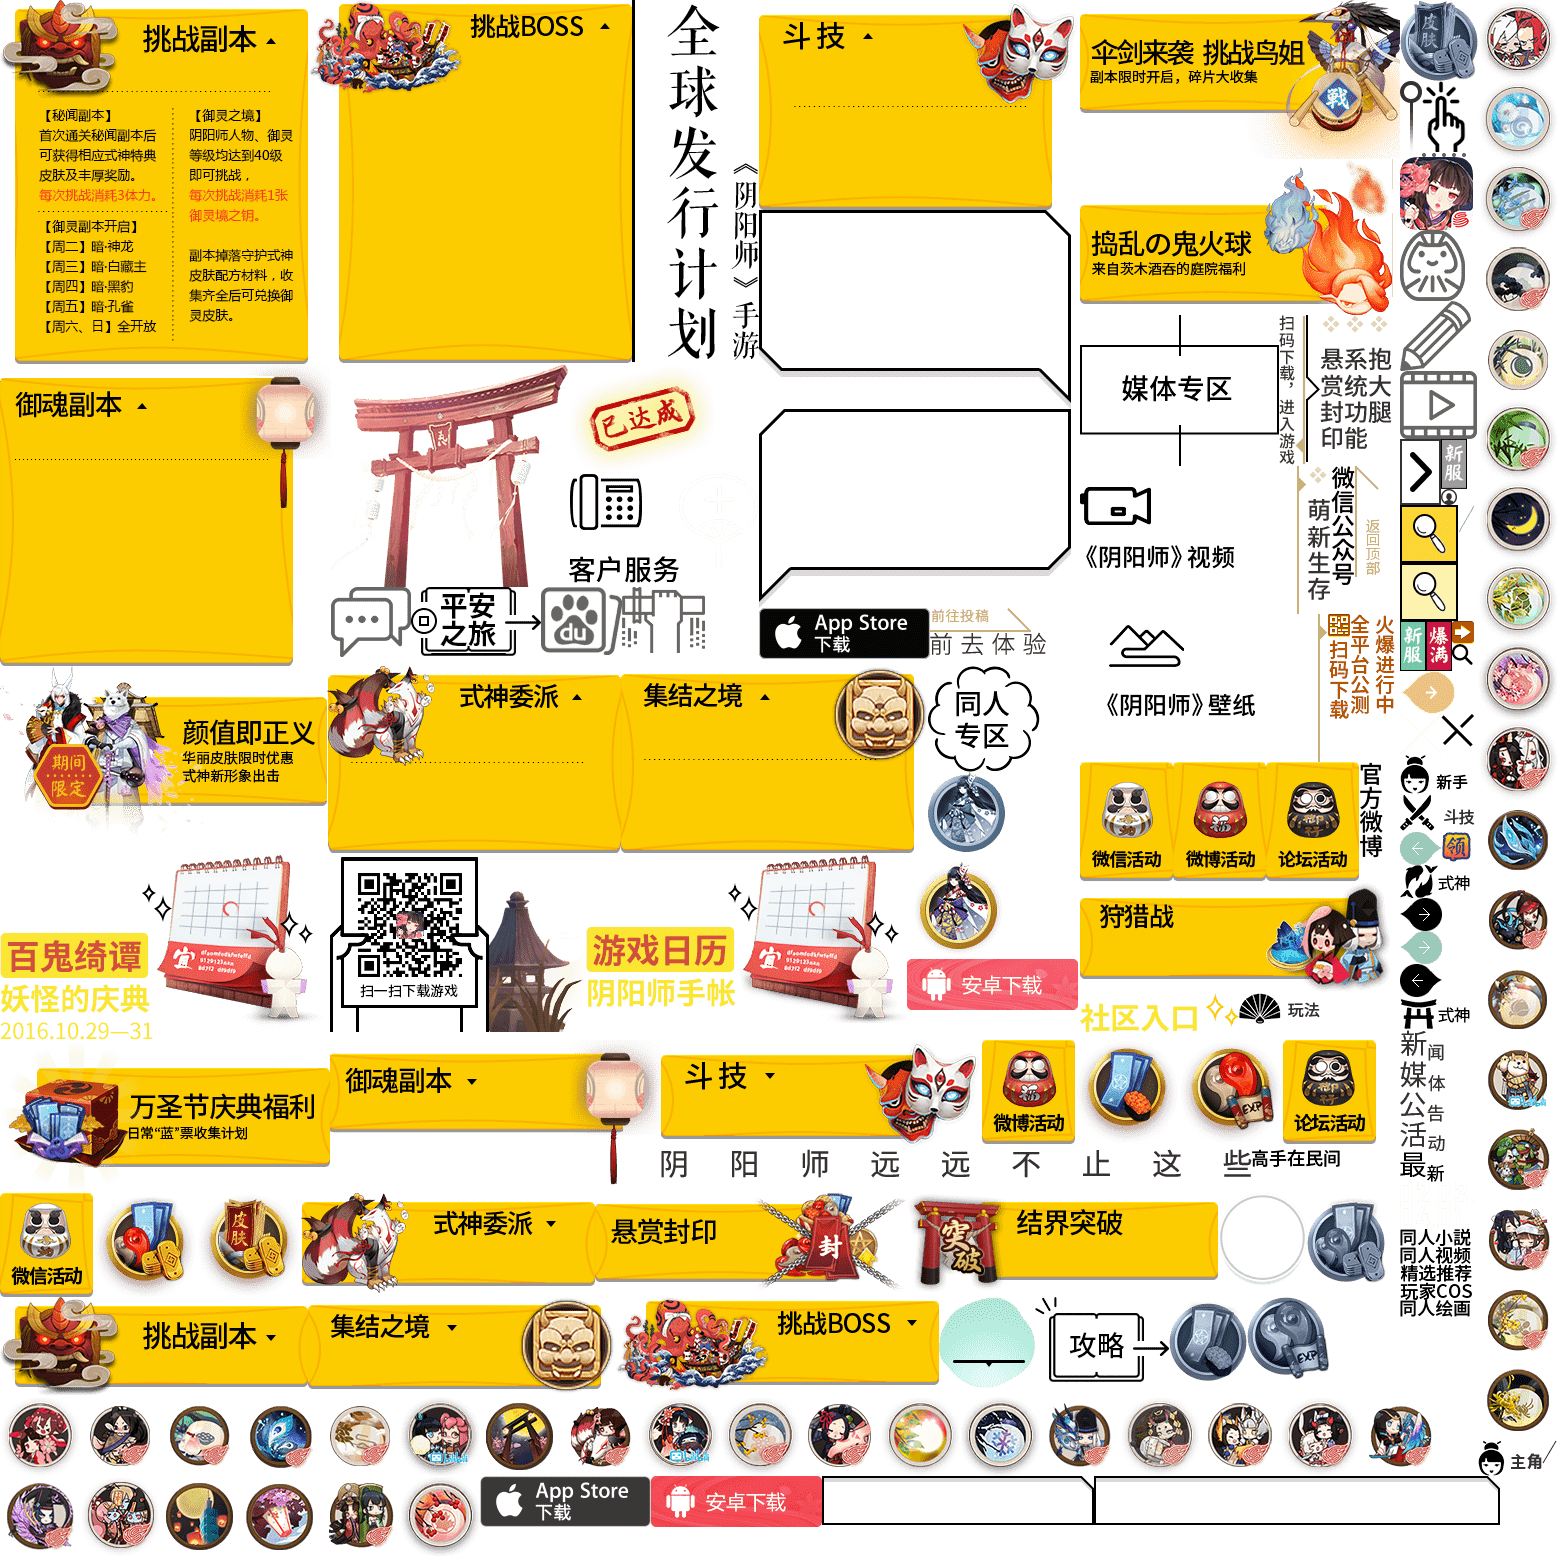 挑战副本
【秘闻副本】
首次通关秘闻副本后
可获得相应式神特典
皮肤及丰厚奖励。
每次挑战消耗3体力。
【御灵副本开启】
【周二】暗·神龙
【周三】暗·白藏主
【周四】暗·黑豹
【周五】暗·孔雀
【周六、日】全开放
【御灵之境】
阴阳师人物、御灵
等级均达到40级
即可挑战，
每次挑战消耗1张
御灵境之钥。
副本掉落守护式神
皮肤配方材料，收
集齐全后可兑换御
灵皮肤。
挑战BOSS
全球发行计划
《阴阳师》手游
斗技
伞剑来袭 挑战鸟姐
副本限时开启，碎片大收集
戰
皮肤
捣乱の鬼火球
来自茨木酒吞的庭院福利
御魂副本
已达成
客户服务
平安
之旅
du
媒体专区
扫码下载，进入游戏
抱大腿
系统功能
悬赏封印
《阴阳师》视频
微信公众号
萌新生存
返回顶部
新服
App Store
下载
前往投稿
前去体验
《阴阳师》壁纸
火爆进行中
全平台公测
扫码下载
新服
爆满
颜值即正义
华丽皮肤限时优惠
式神新形象出击
期间
限定
式神委派
集结之境
同人
专区
微信活动
微博活动
论坛活动
官方微博
新手
斗技
领
式神
式神
百鬼绮谭
妖怪的庆典
2016.10.29—31
宜
扫一扫下载游戏
游戏日历
阴阳师手帐
宜
安卓下载
狩猎战
社区入口
玩法
新闻
媒体
公告
活动
最新
万圣节庆典福利
日常“蓝”票收集计划
御魂副本
斗技
微博活动
EXP
论坛活动
阴阳师远远不止这些
高手在民间
微信活动
皮肤
式神委派
悬赏封印
封
突破
结界突破
同人小説
同人视频
精选推荐
玩家COS
同人绘画
挑战副本
集结之境
挑战BOSS
攻略
EXP
主角
App Store
下载
安卓下载